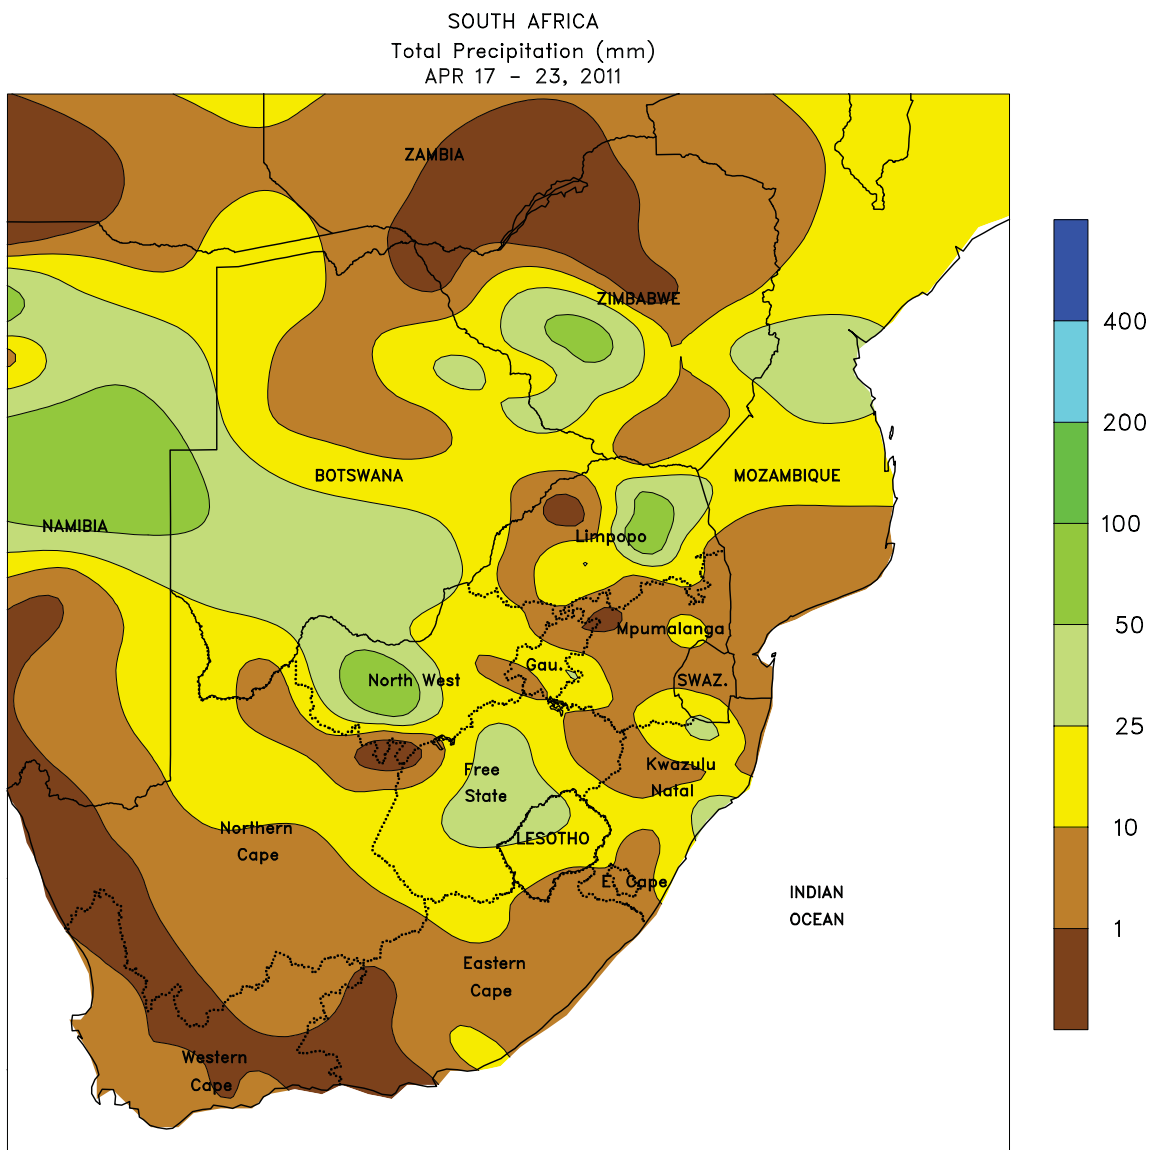 SOUTH AFRICA
Total Precipitation (mm)
APR 17 - 23, 2011
ZAMBIA
ZIMBABWE
BOTSWANA
MOZAMBIQUE
NAMIBIA
Limpopo
Mpumalanga
Gau.
North West
SWAZ.
Free
State
Kwazulu
Natal
Northern
Cape
LESOTHO
E. Cape
INDIAN
OCEAN
Eastern
Cape
Western
Cape
400
200
100
50
25
10
1